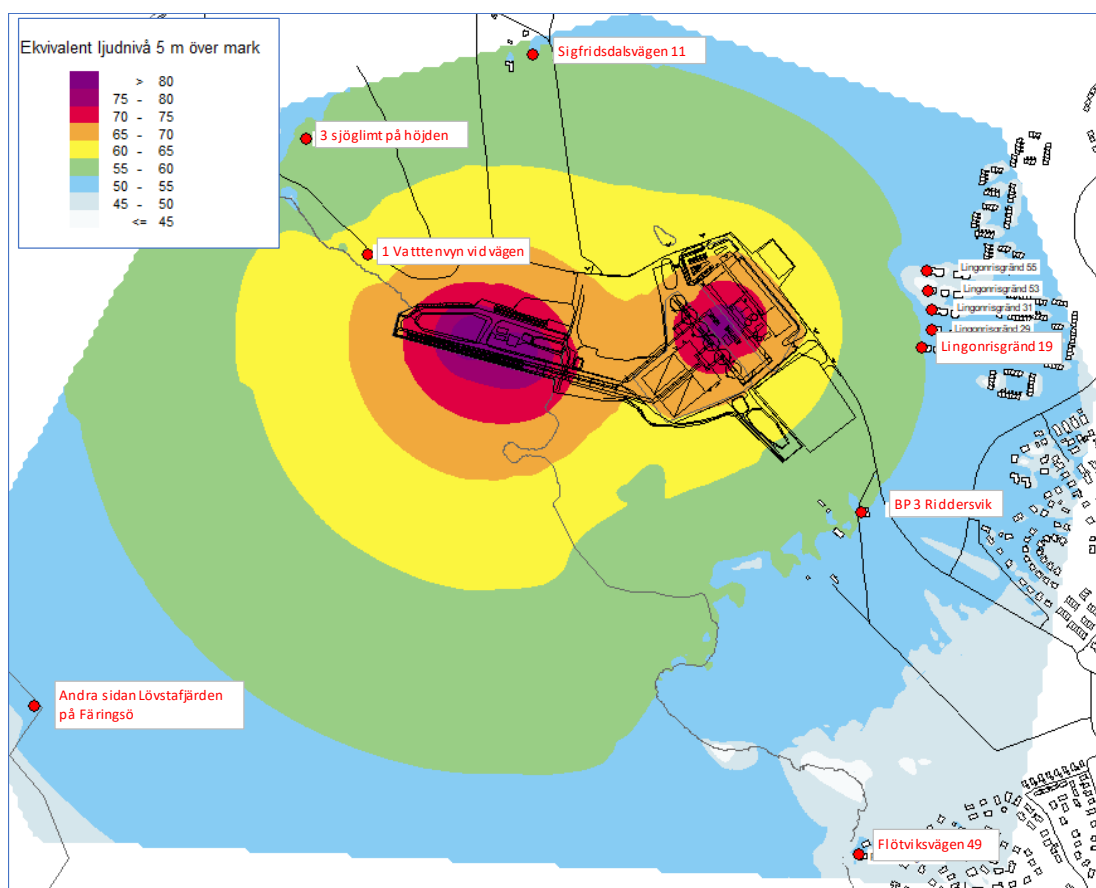 Ekvivalent ljudnivå 5 m över mark
> 80
75 - 80
70 - 75
65 - 70
60 - 65
55 - 60
50 - 55
45 - 50
<= 45
Sigfridsdalsvägen 11
3 sjöglimt på höjden
1 Vatttenvyn vid vägen
Lingonrisgränd 55
Lingonrisgränd 53
Lingonrisgränd 31
Lingonrisgränd 29
Lingonrisgränd 19
BP 3 Riddersvik
Andra sidan Lövstafjärden
på Färingsö
Flötviksvägen 49